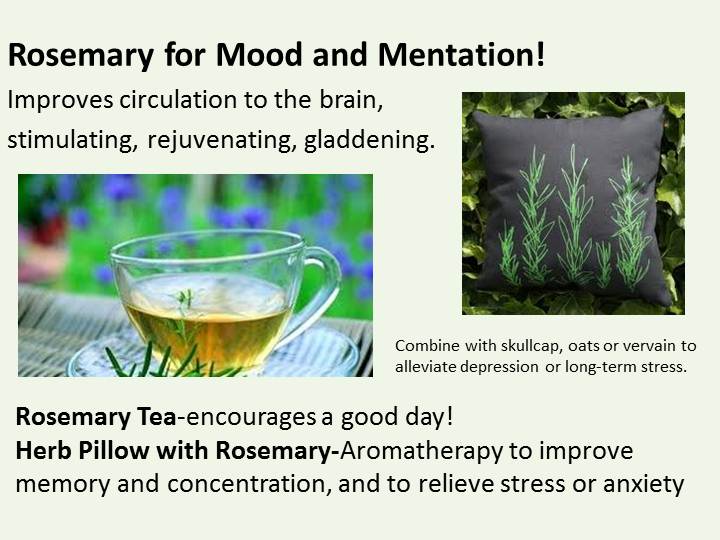 Rosemary for Mood and Mentation!
Improves circulation to the brain,
stimulating, rejuvenating, gladdening.
Combine with skullcap, oats or vervain to
alleviate depression or long-term stress.
Rosemary Tea-encourages a good day!
Herb Pillow with Rosemary-Aromatherapy to improve
memory and concentration, and to relieve stress or anxiety